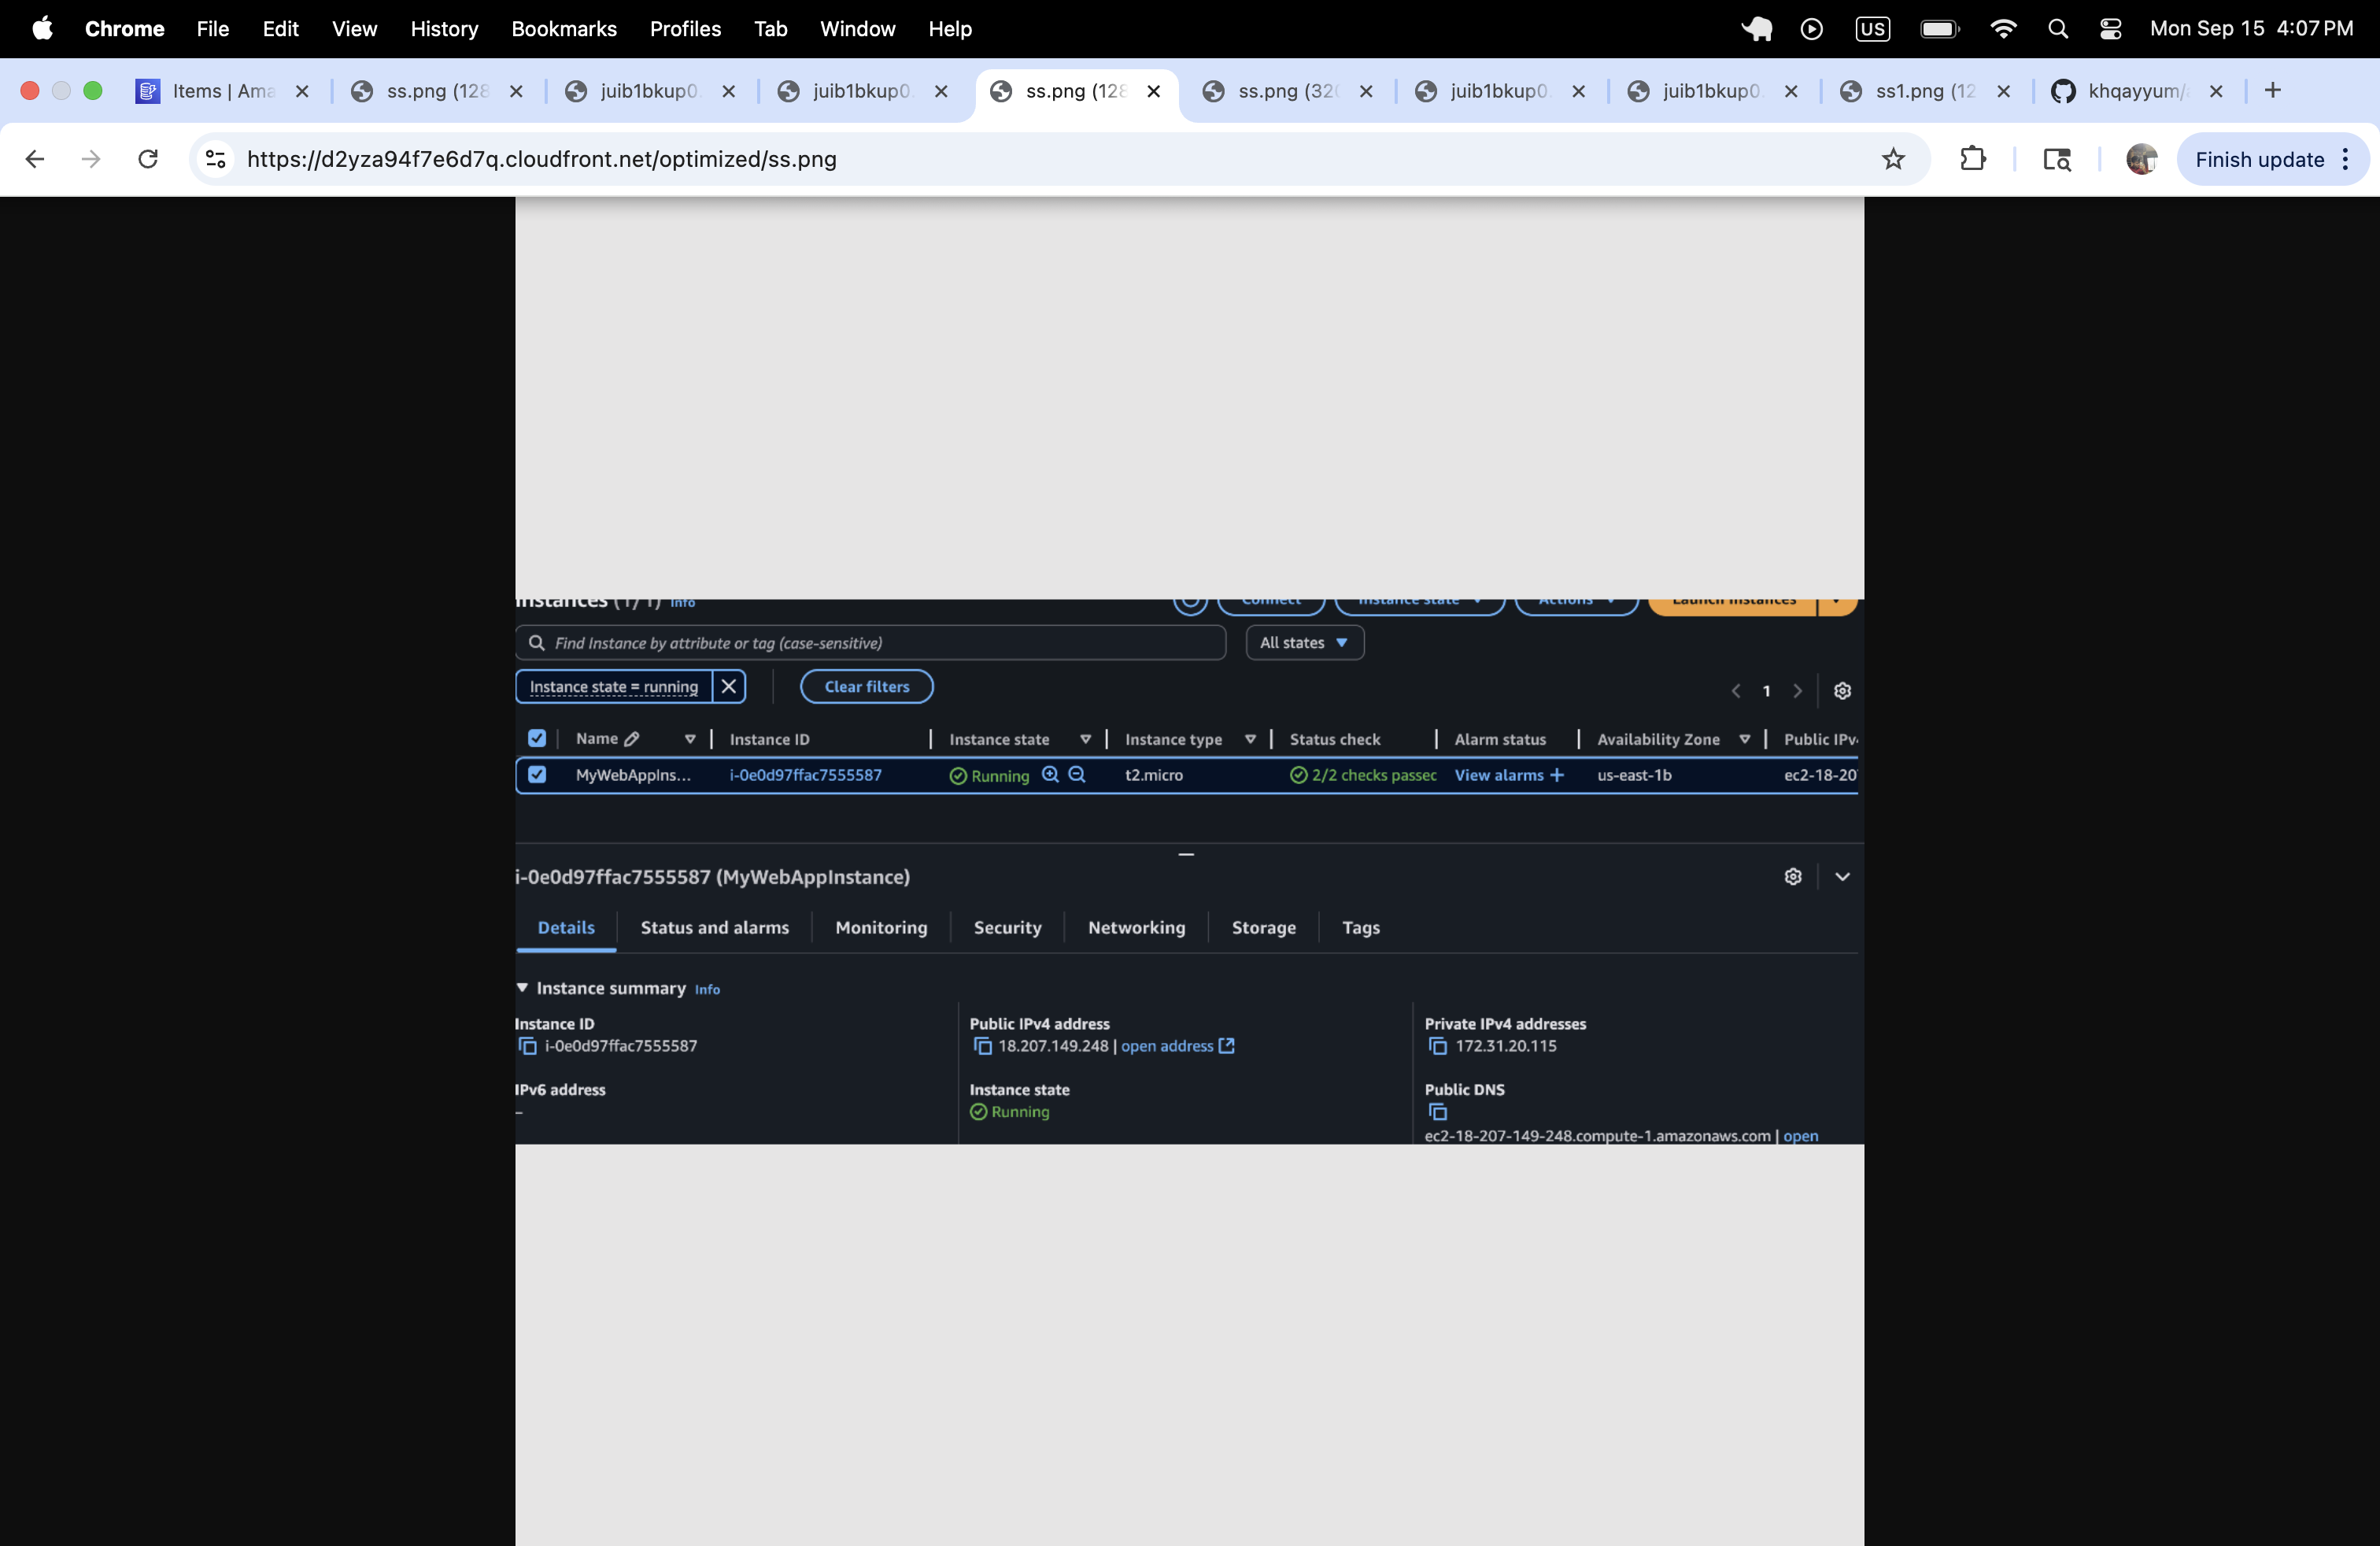 Chrome File Edit View History Bookmarks Profiles Tab Window Help US Mon Sep 15 4:07 PM
Items | Ama ss.png (128 juib1bkup0. juib1bkup0. ss.png (128 ss.png (320 juib1bkup0. juib1bkup0. ss1.png (12 khqayyum/
https://d2yza94f7e6d7q.cloudfront.net/optimized/ss.png Finish update
Instances (1/1) Info Connect Instance state Actions Launch instances
Find Instance by attribute or tag (case-sensitive) All states
Instance state = running Clear filters 1
Name Instance ID Instance state Instance type Status check Alarm status Availability Zone Public IPv
MyWebAppIns... i-0e0d97ffac7555587 Running t2.micro 2/2 checks passec View alarms + us-east-1b ec2-18-20
i-0e0d97ffac7555587 (MyWebAppInstance)
Details Status and alarms Monitoring Security Networking Storage Tags
Instance summary Info
Instance ID Public IPv4 address Private IPv4 addresses
i-0e0d97ffac7555587 18.207.149.248 | open address 172.31.20.115
IPv6 address Instance state Public DNS
– Running
ec2-18-207-149-248.compute-1.amazonaws.com | open